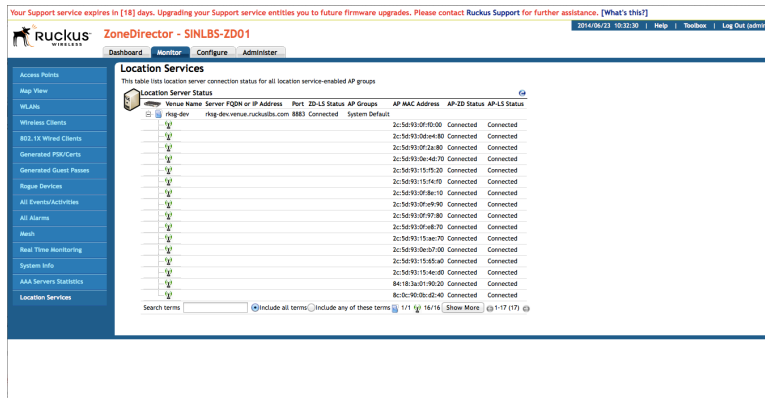 Your Support service expires in [18] days. Upgrading your Support service entities you to future firmware upgrades. Please contact Ruckus Support for further assistance. [What's this?]
2014/06/23 10:32:30 | Help | Toolbox | Log Out (admin
Ruckus WIRELESS
ZoneDirector - SINLBS-ZD01
Dashboard Monitor Configure Administer
Access Points
Map View
WLANs
Wireless Clients
802.1X Wired Clients
Generated PSK/Certs
Generated Guest Passes
Rogue Devices
All Events/Activities
All Alarms
Mesh
Real Time Monitoring
System Info
AAA Servers Statistics
Location Services
Location Services
This table lists location server connection status for all location service-enabled AP groups
Location Server Status
Venue Name Server FQDN or IP Address Port ZD-LS Status AP Groups AP MAC Address AP-ZD Status AP-LS Status
rksg-dev rksg-dev.venue.ruckuslbs.com 8883 Connected System Default
2c:5d:93:0f:f0:00 Connected Connected
2c:5d:93:0d:e4:80 Connected Connected
2c:5d:93:0f:2a:80 Connected Connected
2c:5d:93:0e:4d:70 Connected Connected
2c:5d:93:15:f5:20 Connected Connected
2c:5d:93:15:f4:f0 Connected Connected
2c:5d:93:0f:8e:10 Connected Connected
2c:5d:93:0f:e9:90 Connected Connected
2c:5d:93:0f:97:80 Connected Connected
2c:5d:93:0f:e8:70 Connected Connected
2c:5d:93:15:ae:70 Connected Connected
2c:5d:93:0e:b7:00 Connected Connected
2c:5d:93:15:65:a0 Connected Connected
2c:5d:93:15:4e:d0 Connected Connected
84:18:3a:01:90:20 Connected Connected
8c:0c:90:0b:d2:40 Connected Connected
Search terms Include all terms Include any of these terms 1/1 16/16 Show More 1-17 (17)